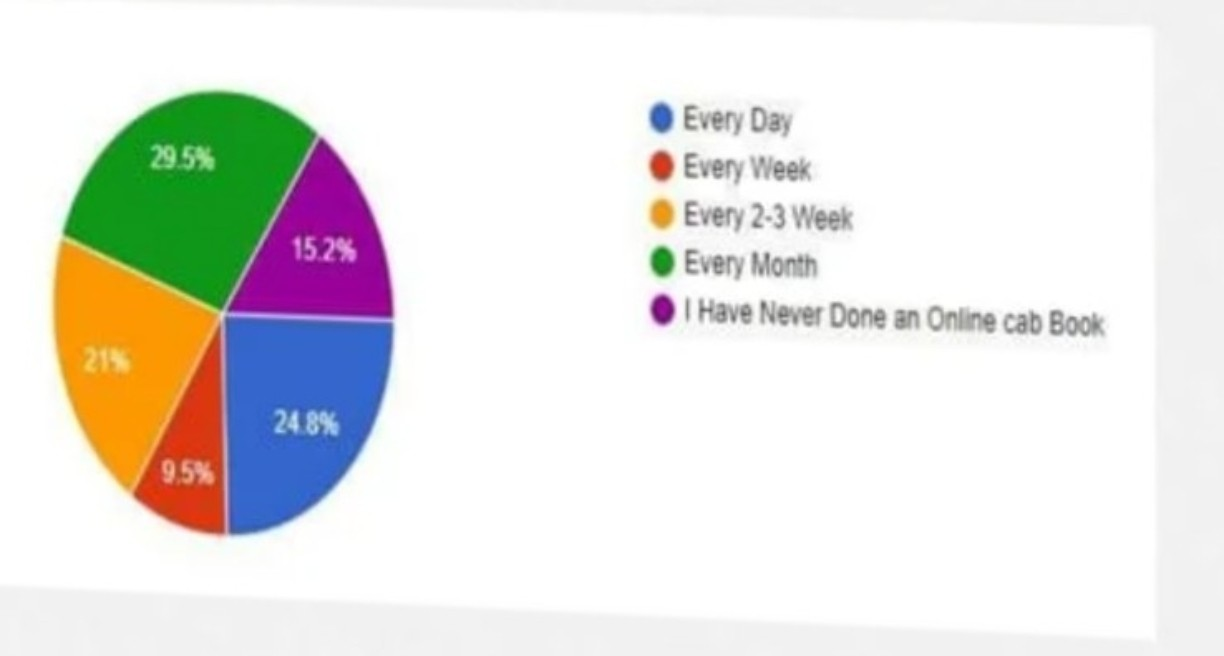 29.5%
15.2%
21%
24.8%
9.5%
Every Day
Every Week
Every 2-3 Week
Every Month
I Have Never Done an Online cab Book